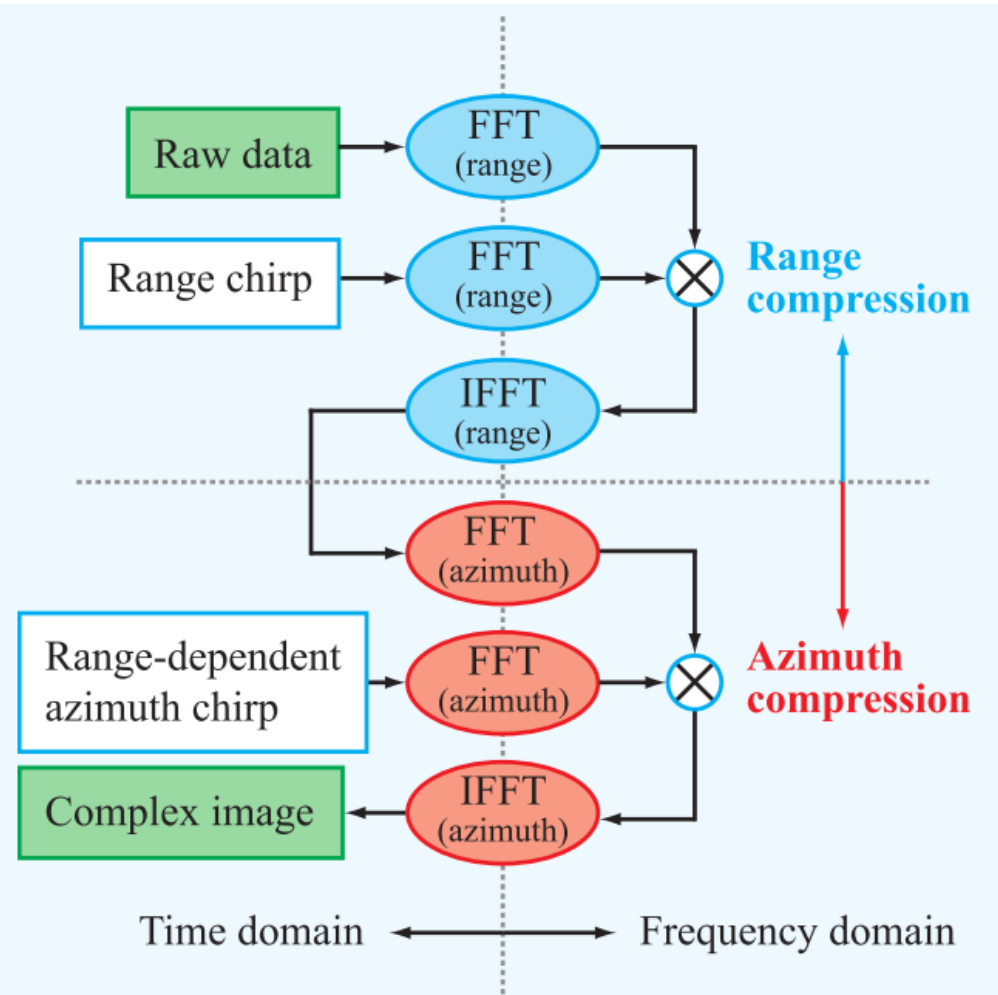 Raw data
FFT
(range)
Range chirp
FFT
(range)
Range
compression
IFFT
(range)
FFT
(azimuth)
Range-dependent
azimuth chirp
FFT
(azimuth)
Azimuth
compression
Complex image
IFFT
(azimuth)
Time domain
Frequency domain